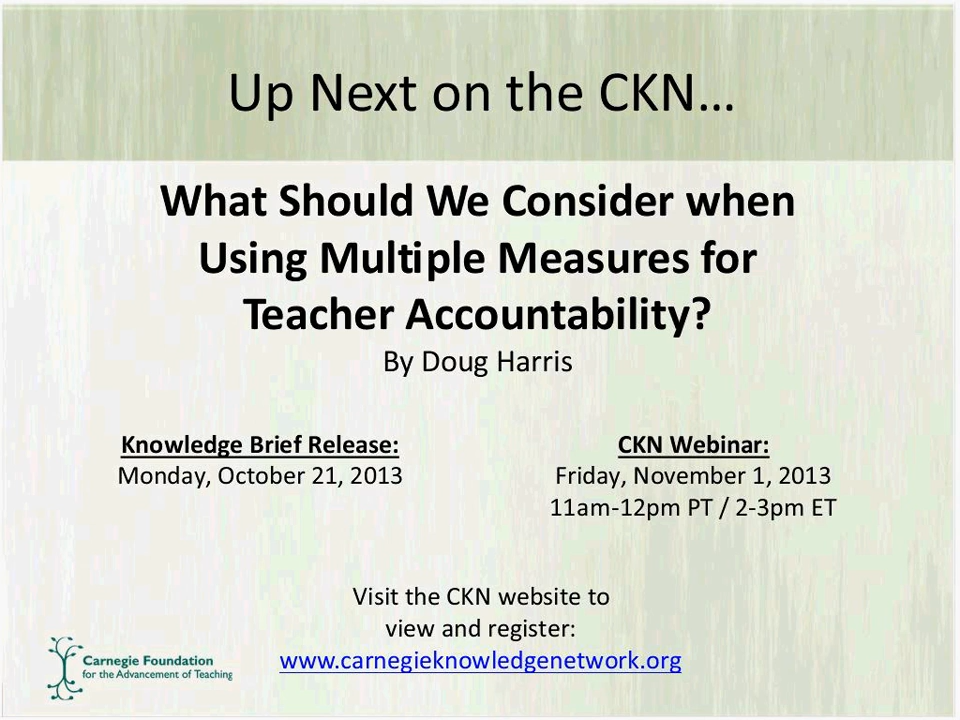 Up Next on the CKN…
What Should We Consider when
Using Multiple Measures for
Teacher Accountability?
By Doug Harris
Knowledge Brief Release:
Monday, October 21, 2013
CKN Webinar:
Friday, November 1, 2013
11am-12pm PT / 2-3pm ET
Visit the CKN website to
view and register:
www.carnegieknowledgenetwork.org
Carnegie Foundation
for the Advancement of Teaching